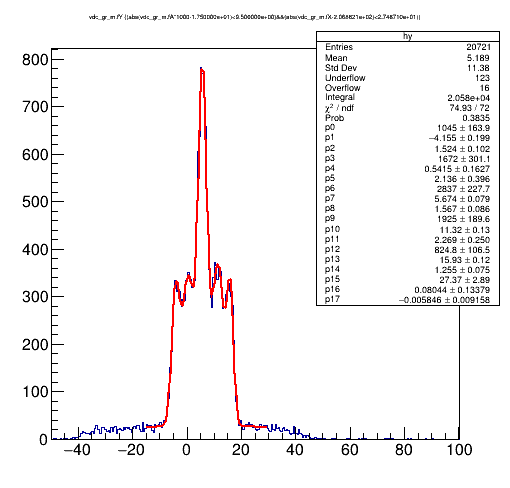 vdc_gr_m.fY {(abs(vdc_gr_m.fA*1000-1.750000e+01)<9.500000e+00)&&(abs(vdc_gr_m.fX-2.068621e+02)<2.748710e+01)}
hy
Entries 20721
Mean 5.189
Std Dev 11.38
Underflow 123
Overflow 16
Integral 2.058e+04
χ² / ndf 74.93 / 72
Prob 0.3835
p0 1045 ± 163.9
p1 −4.155 ± 0.199
p2 1.524 ± 0.102
p3 1672 ± 301.1
p4 0.5415 ± 0.1627
p5 2.136 ± 0.396
p6 2837 ± 227.7
p7 5.674 ± 0.079
p8 1.567 ± 0.086
p9 1925 ± 189.6
p10 11.32 ± 0.13
p11 2.269 ± 0.250
p12 824.8 ± 106.5
p13 15.93 ± 0.12
p14 1.255 ± 0.075
p15 27.37 ± 2.89
p16 0.08044 ± 0.13379
p17 −0.005846 ± 0.009158
800
700
600
500
400
300
200
100
0
−40 −20 0 20 40 60 80 100